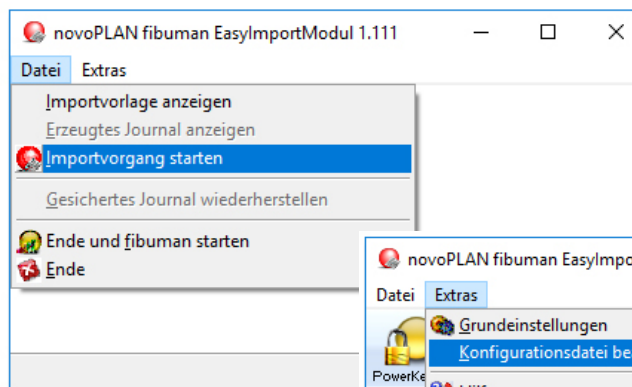 novoPLAN fibuman EasyImportModul 1.111
Datei Extras
Importvorlage anzeigen
Erzeugtes Journal anzeigen
Importvorgang starten
Gesichertes Journal wiederherstellen
Ende und fibuman starten
Ende
novoPLAN fibuman EasyImpo
Datei Extras
Grundeinstellungen
Konfigurationsdatei be
PowerKe